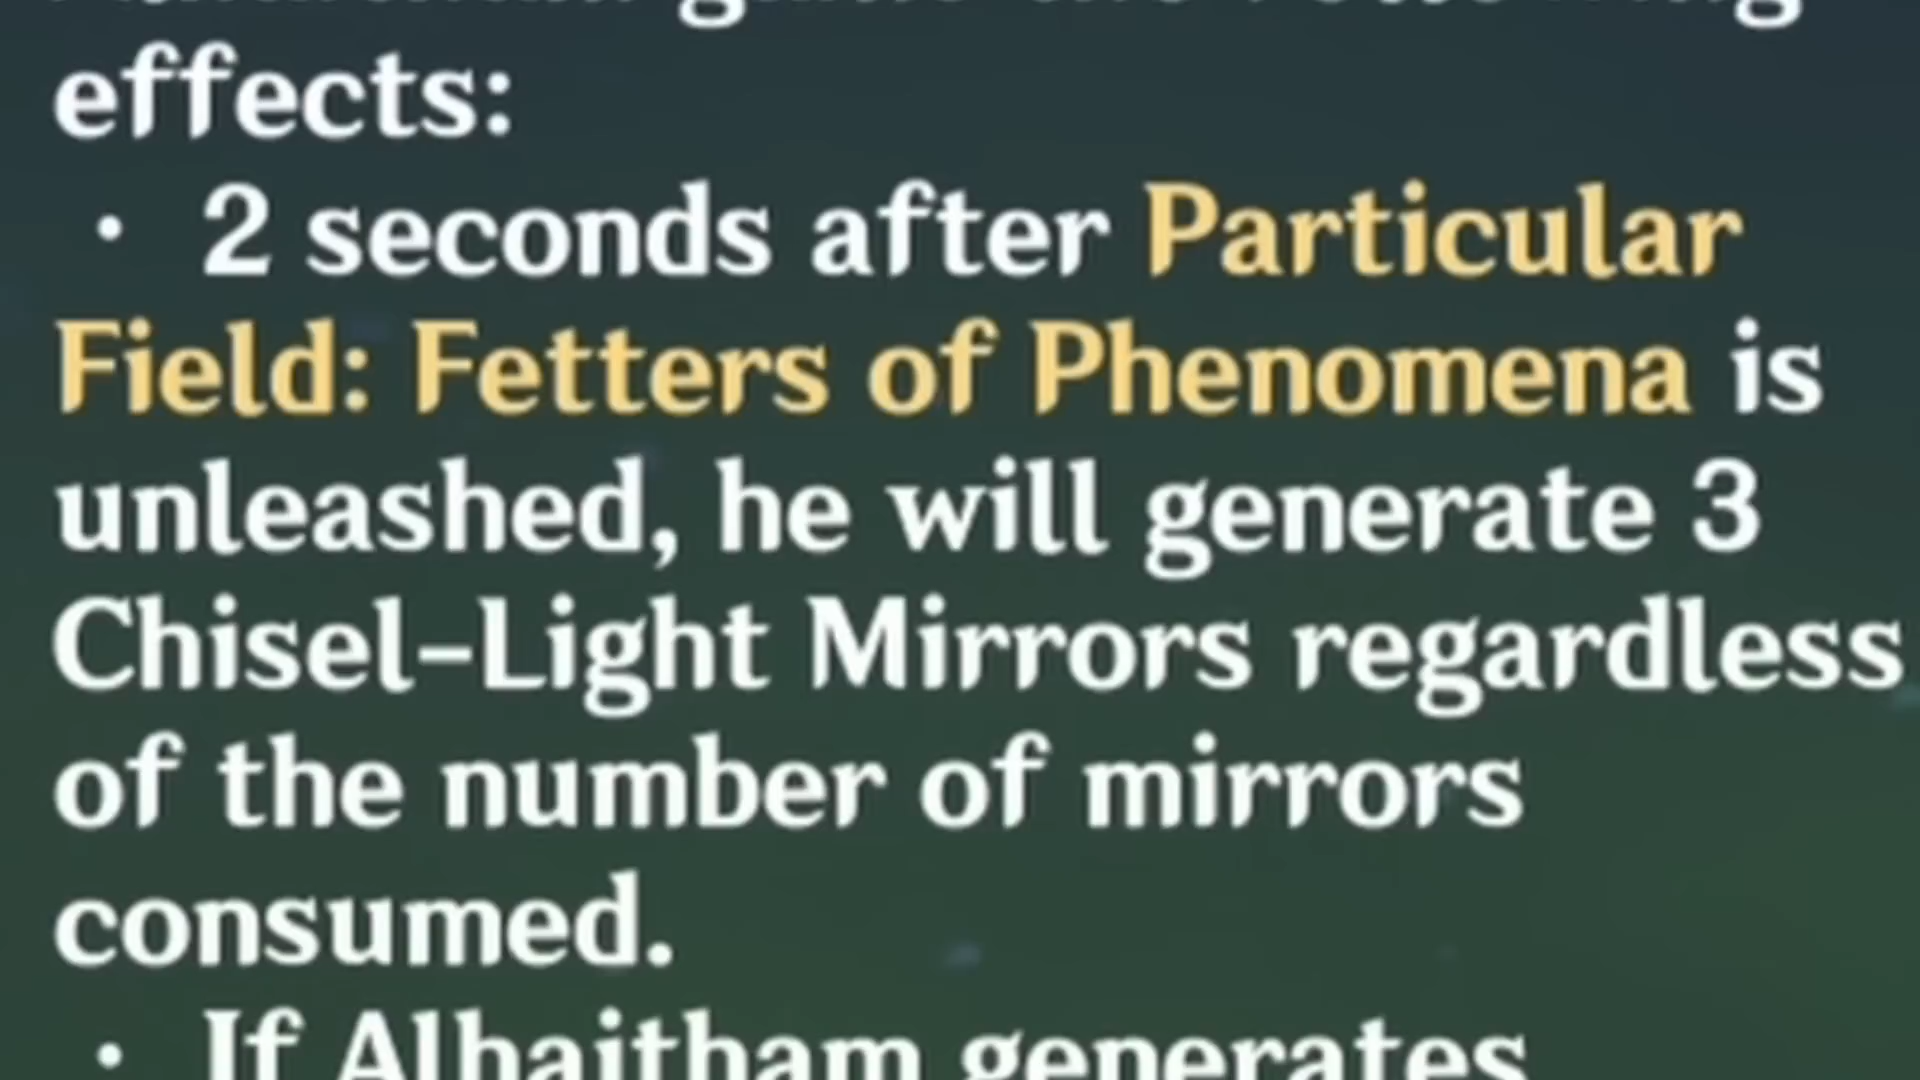 effects:
• 2 seconds after Particular
Field: Fetters of Phenomena is
unleashed, he will generate 3
Chisel-Light Mirrors regardless
of the number of mirrors
consumed.
• If Alhaitham generates